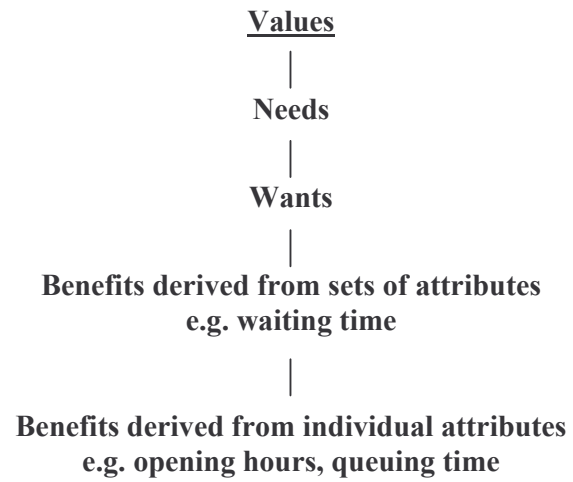 Values
Needs
Wants
Benefits derived from sets of attributes
e.g. waiting time
Benefits derived from individual attributes
e.g. opening hours, queuing time